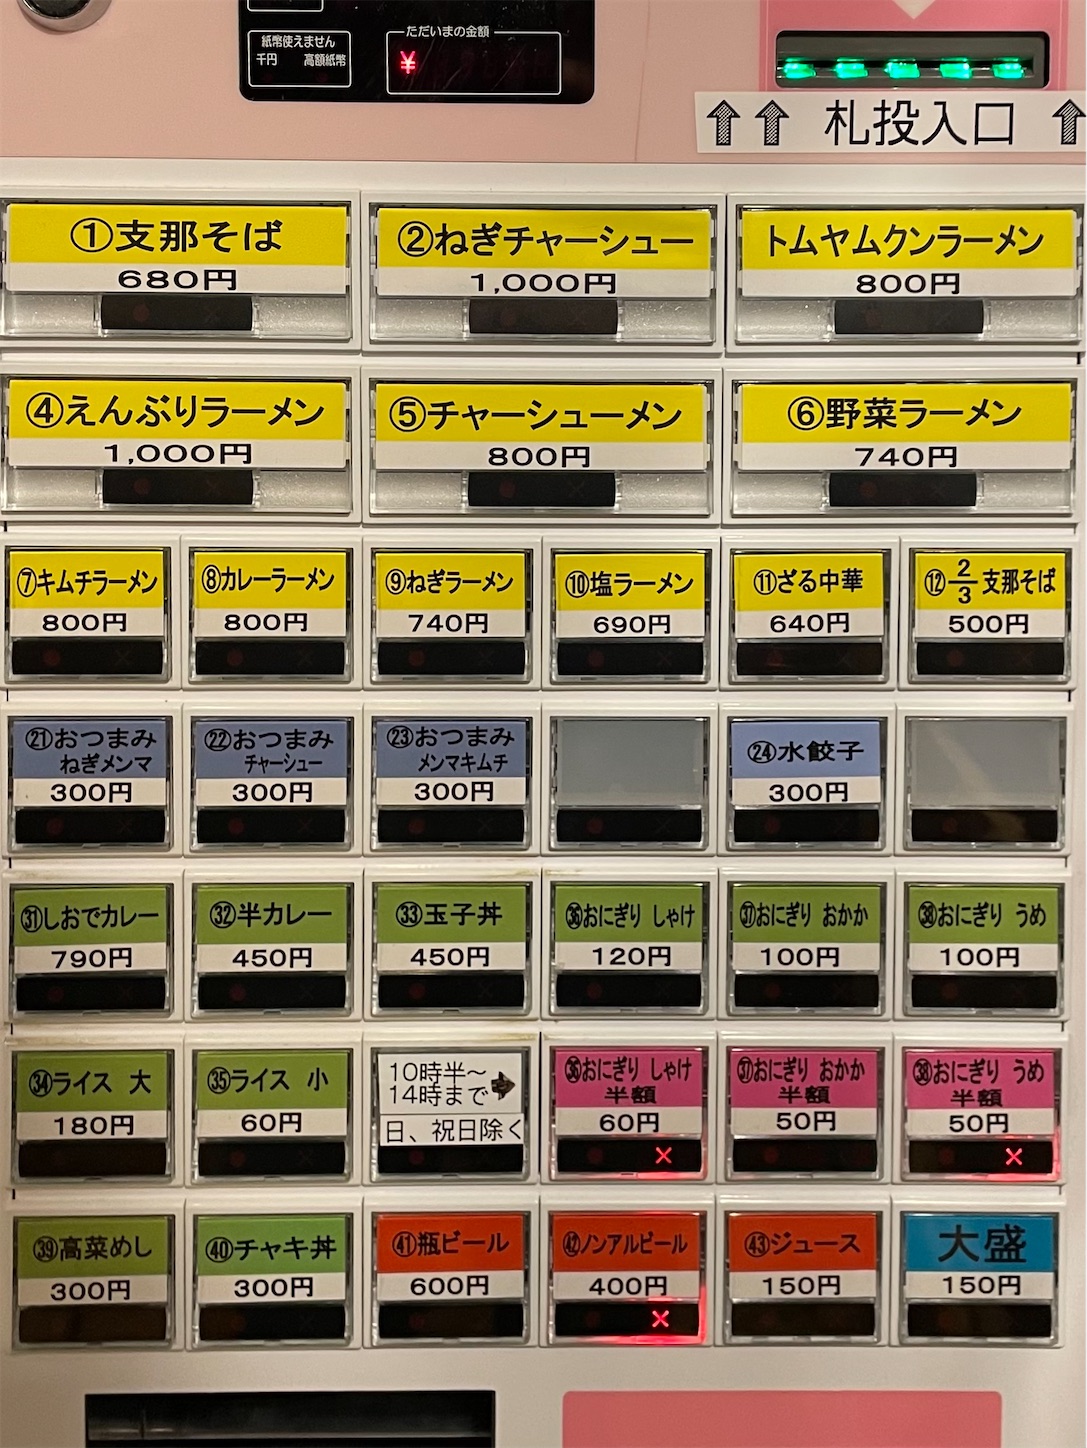 紙幣使えません
千円 高額紙幣
ただいまの金額
¥
札投入口
①支那そば
680円
②ねぎチャーシュー
1,000円
トムヤムクンラーメン
800円
④えんぶりラーメン
1,000円
⑤チャーシューメン
800円
⑥野菜ラーメン
740円
⑦キムチラーメン
800円
⑧カレーラーメン
800円
⑨ねぎラーメン
740円
⑩塩ラーメン
690円
⑪ざる中華
640円
⑫2/3支那そば
500円
㉑おつまみ
ねぎメンマ
300円
㉒おつまみ
チャーシュー
300円
㉓おつまみ
メンマキムチ
300円
㉔水餃子
300円
㉛しおでカレー
790円
㉜半カレー
450円
㉝玉子丼
450円
㊱おにぎり しゃけ
120円
㊲おにぎり おかか
100円
㊳おにぎり うめ
100円
㉞ライス 大
180円
㉟ライス 小
60円
10時半～
14時まで
日、祝日除く
㊱おにぎり しゃけ
半額
60円
×
㊲おにぎり おかか
半額
50円
㊳おにぎり うめ
半額
50円
×
㊴高菜めし
300円
㊵チャキ丼
300円
㊶瓶ビール
600円
㊷ノンアルビール
400円
×
㊸ジュース
150円
大盛
150円